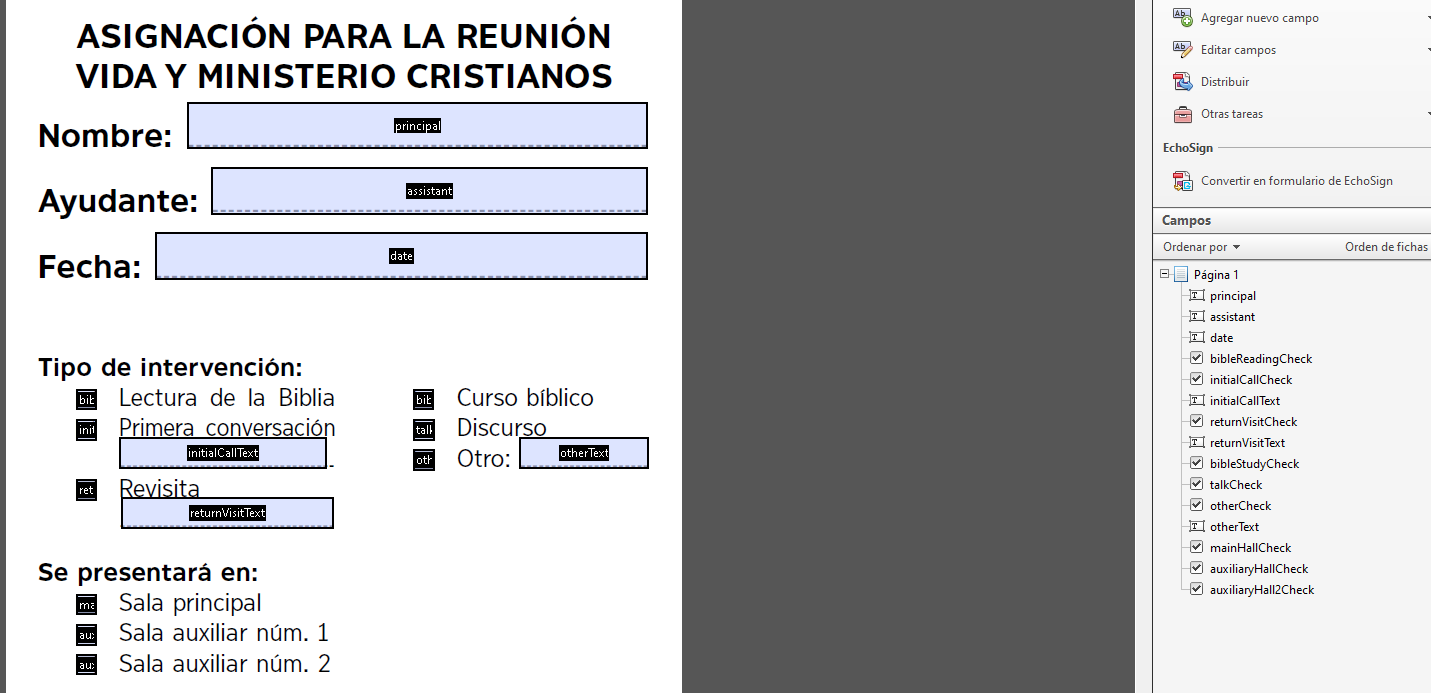 ASIGNACIÓN PARA LA REUNIÓN
VIDA Y MINISTERIO CRISTIANOS
Nombre: principal
Ayudante: assistant
Fecha: date
Tipo de intervención:
bib Lectura de la Biblia
init Primera conversación
initialCallText .
ret Revisita
returnVisitText
bib Curso bíblico
talk Discurso
oth Otro: otherText
Se presentará en:
ma Sala principal
aux Sala auxiliar núm. 1
aux Sala auxiliar núm. 2
Agregar nuevo campo
Editar campos
Distribuir
Otras tareas
EchoSign
Convertir en formulario de EchoSign
Campos
Ordenar por Orden de fichas
Página 1
principal
assistant
date
bibleReadingCheck
initialCallCheck
initialCallText
returnVisitCheck
returnVisitText
bibleStudyCheck
talkCheck
otherCheck
otherText
mainHallCheck
auxiliaryHallCheck
auxiliaryHall2Check